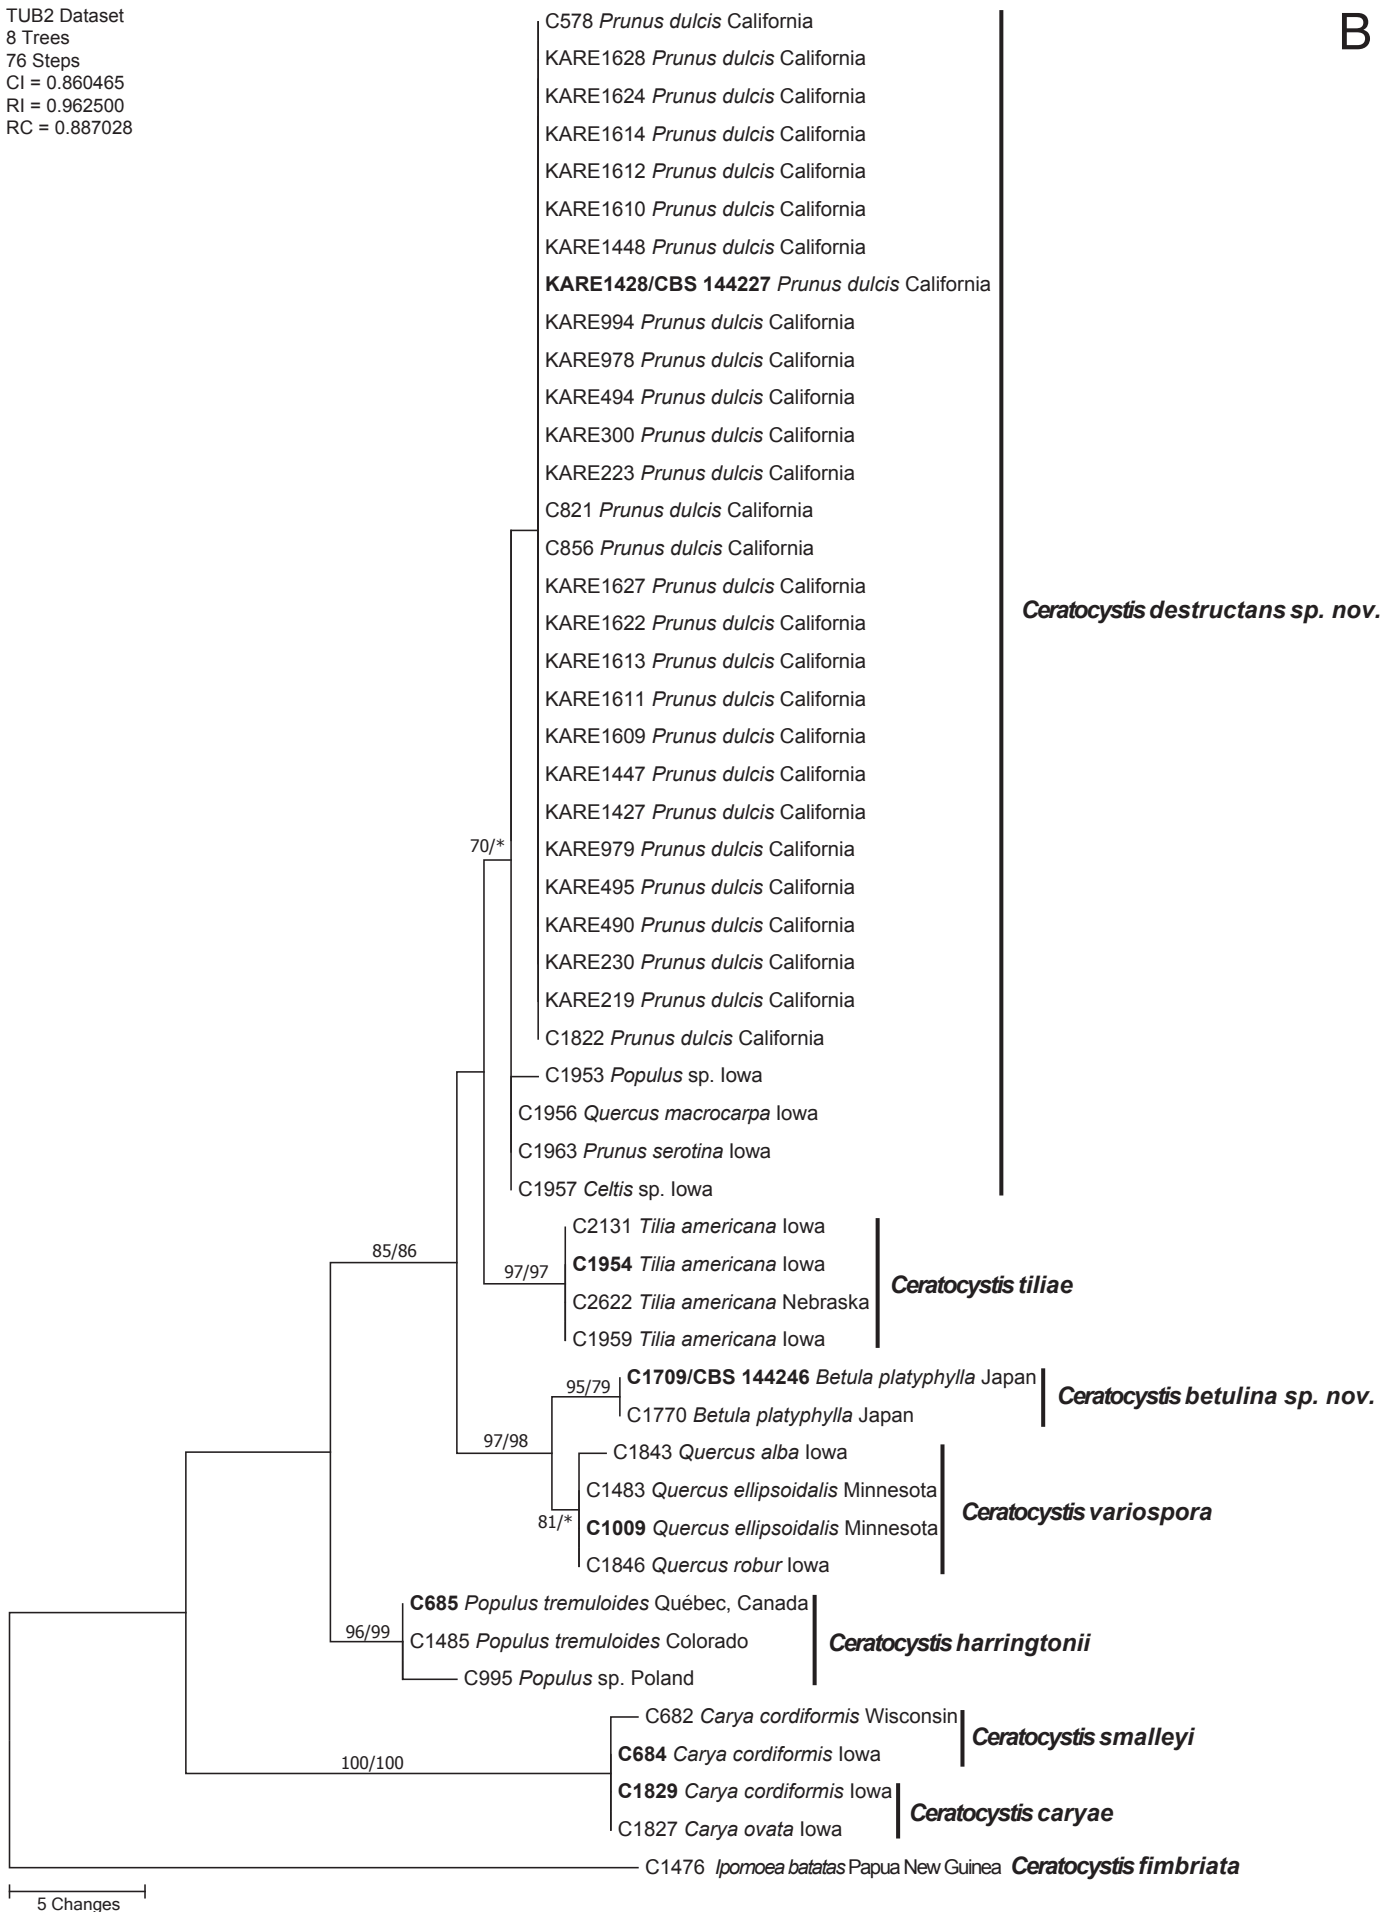 TUB2 Dataset
8 Trees
76 Steps
CI = 0.860465
RI = 0.962500
RC = 0.887028
B
C578 Prunus dulcis California
KARE1628 Prunus dulcis California
KARE1624 Prunus dulcis California
KARE1614 Prunus dulcis California
KARE1612 Prunus dulcis California
KARE1610 Prunus dulcis California
KARE1448 Prunus dulcis California
KARE1428/CBS 144227 Prunus dulcis California
KARE994 Prunus dulcis California
KARE978 Prunus dulcis California
KARE494 Prunus dulcis California
KARE300 Prunus dulcis California
KARE223 Prunus dulcis California
C821 Prunus dulcis California
C856 Prunus dulcis California
KARE1627 Prunus dulcis California
KARE1622 Prunus dulcis California
KARE1613 Prunus dulcis California
KARE1611 Prunus dulcis California
KARE1609 Prunus dulcis California
KARE1447 Prunus dulcis California
KARE1427 Prunus dulcis California
KARE979 Prunus dulcis California
KARE495 Prunus dulcis California
KARE490 Prunus dulcis California
KARE230 Prunus dulcis California
KARE219 Prunus dulcis California
C1822 Prunus dulcis California
C1953 Populus sp. Iowa
C1956 Quercus macrocarpa Iowa
C1963 Prunus serotina Iowa
C1957 Celtis sp. Iowa
Ceratocystis destructans sp. nov.
70/*
C2131 Tilia americana Iowa
C1954 Tilia americana Iowa
C2622 Tilia americana Nebraska
C1959 Tilia americana Iowa
Ceratocystis tiliae
85/86
97/97
C1709/CBS 144246 Betula platyphylla Japan
C1770 Betula platyphylla Japan
Ceratocystis betulina sp. nov.
95/79
97/98
C1843 Quercus alba Iowa
C1483 Quercus ellipsoidalis Minnesota
C1009 Quercus ellipsoidalis Minnesota
C1846 Quercus robur Iowa
Ceratocystis variospora
81/*
C685 Populus tremuloides Québec, Canada
C1485 Populus tremuloides Colorado
C995 Populus sp. Poland
Ceratocystis harringtonii
96/99
C682 Carya cordiformis Wisconsin
C684 Carya cordiformis Iowa
Ceratocystis smalleyi
100/100
C1829 Carya cordiformis Iowa
C1827 Carya ovata Iowa
Ceratocystis caryae
C1476 Ipomoea batatas Papua New Guinea Ceratocystis fimbriata
5 Changes